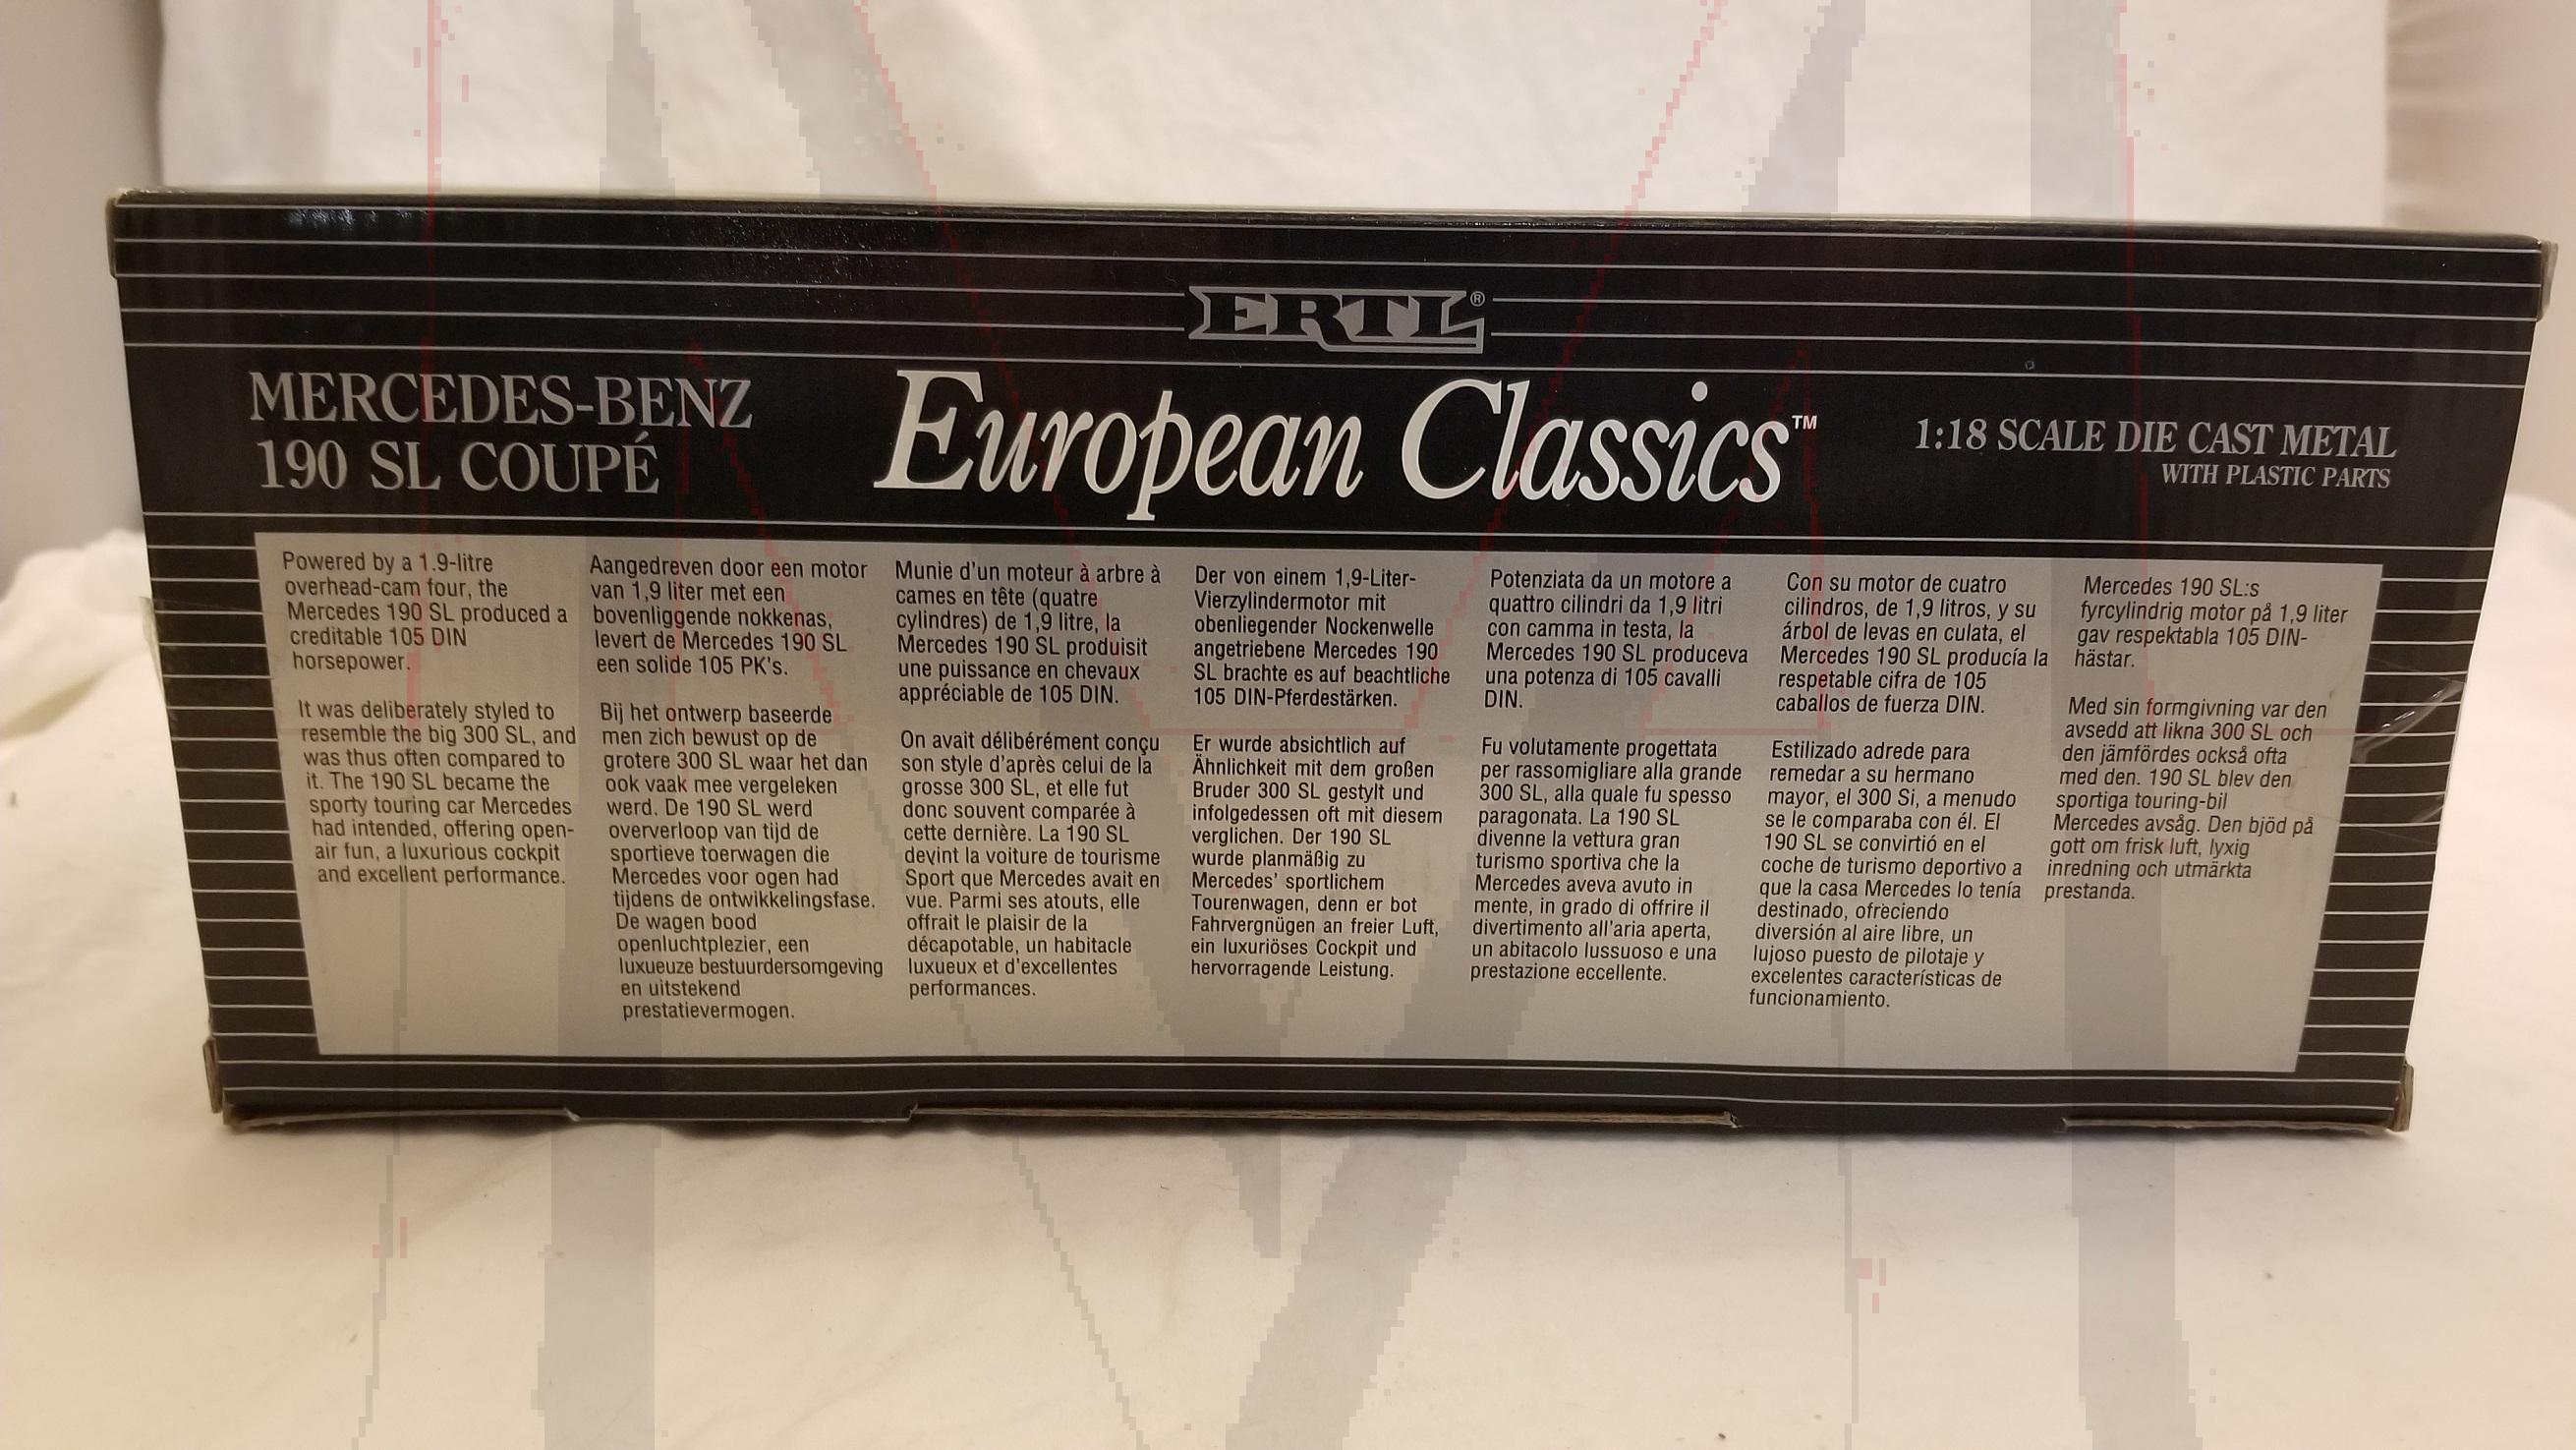 ERTL®
MERCEDES-BENZ
190 SL COUPÉ
European Classics™
1:18 SCALE DIE CAST METAL
WITH PLASTIC PARTS
Powered by a 1.9-litre
overhead-cam four, the
Mercedes 190 SL produced a
creditable 105 DIN
horsepower.
It was deliberately styled to
resemble the big 300 SL, and
was thus often compared to
it. The 190 SL became the
sporty touring car Mercedes
had intended, offering open-
air fun, a luxurious cockpit
and excellent performance.
Aangedreven door een motor
van 1,9 liter met een
bovenliggende nokkenas,
levert de Mercedes 190 SL
een solide 105 PK's.
Bij het ontwerp baseerde
men zich bewust op de
grotere 300 SL waar het dan
ook vaak mee vergeleken
werd. De 190 SL werd
oververloop van tijd de
sportieve toerwagen die
Mercedes voor ogen had
tijdens de ontwikkelingsfase.
De wagen bood
openluchtplezier, een
luxueuze bestuurdersomgeving
en uitstekend
prestatievermogen.
Munie d'un moteur à arbre à
cames en tête (quatre
cylindres) de 1,9 litre, la
Mercedes 190 SL produisit
une puissance en chevaux
appréciable de 105 DIN.
On avait délibérément conçu
son style d'après celui de la
grosse 300 SL, et elle fut
donc souvent comparée à
cette dernière. La 190 SL
devint la voiture de tourisme
Sport que Mercedes avait en
vue. Parmi ses atouts, elle
offrait le plaisir de la
décapotable, un habitacle
luxueux et d'excellentes
performances.
Der von einem 1,9-Liter-
Vierzylindermotor mit
obenliegender Nockenwelle
angetriebene Mercedes 190
SL brachte es auf beachtliche
105 DIN-Pferdestärken.
Er wurde absichtlich auf
Ähnlichkeit mit dem großen
Bruder 300 SL gestylt und
infolgedessen oft mit diesem
verglichen. Der 190 SL
wurde planmäßig zu
Mercedes' sportlichem
Tourenwagen, denn er bot
Fahrvergnügen an freier Luft,
ein luxuriöses Cockpit und
hervorragende Leistung.
Potenziata da un motore a
quattro cilindri da 1,9 litri
con camma in testa, la
Mercedes 190 SL produceva
una potenza di 105 cavalli
DIN.
Fu volutamente progettata
per rassomigliare alla grande
300 SL, alla quale fu spesso
paragonata. La 190 SL
divenne la vettura gran
turismo sportiva che la
Mercedes aveva avuto in
mente, in grado di offrire il
divertimento all'aria aperta,
un abitacolo lussuoso e una
prestazione eccellente.
Con su motor de cuatro
cilindros, de 1,9 litros, y su
árbol de levas en culata, el
Mercedes 190 SL producía la
respetable cifra de 105
caballos de fuerza DIN.
Estilizado adrede para
remedar a su hermano
mayor, el 300 Si, a menudo
se le comparaba con él. El
190 SL se convirtió en el
coche de turismo deportivo a
que la casa Mercedes lo tenía
destinado, ofreciendo
diversión al aire libre, un
lujoso puesto de pilotaje y
excelentes características de
funcionamiento.
Mercedes 190 SL:s
fyrcylindrig motor på 1,9 liter
gav respektabla 105 DIN-
hästar.
Med sin formgivning var den
avsedd att likna 300 SL och
den jämfördes också ofta
med den. 190 SL blev den
sportiga touring-bil
Mercedes avsåg. Den bjöd på
gott om frisk luft, lyxig
inredning och utmärkta
prestanda.